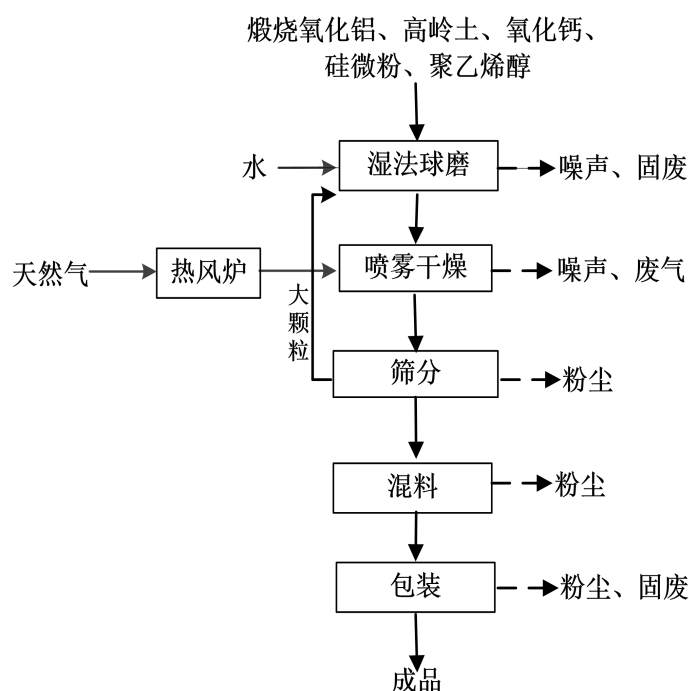 煅烧氧化铝、高岭土、氧化钙、
硅微粉、聚乙烯醇
水
湿法球磨
噪声、固废
天然气
热风炉
喷雾干燥
噪声、废气
大颗粒
筛分
粉尘
混料
粉尘
包装
粉尘、固废
成品